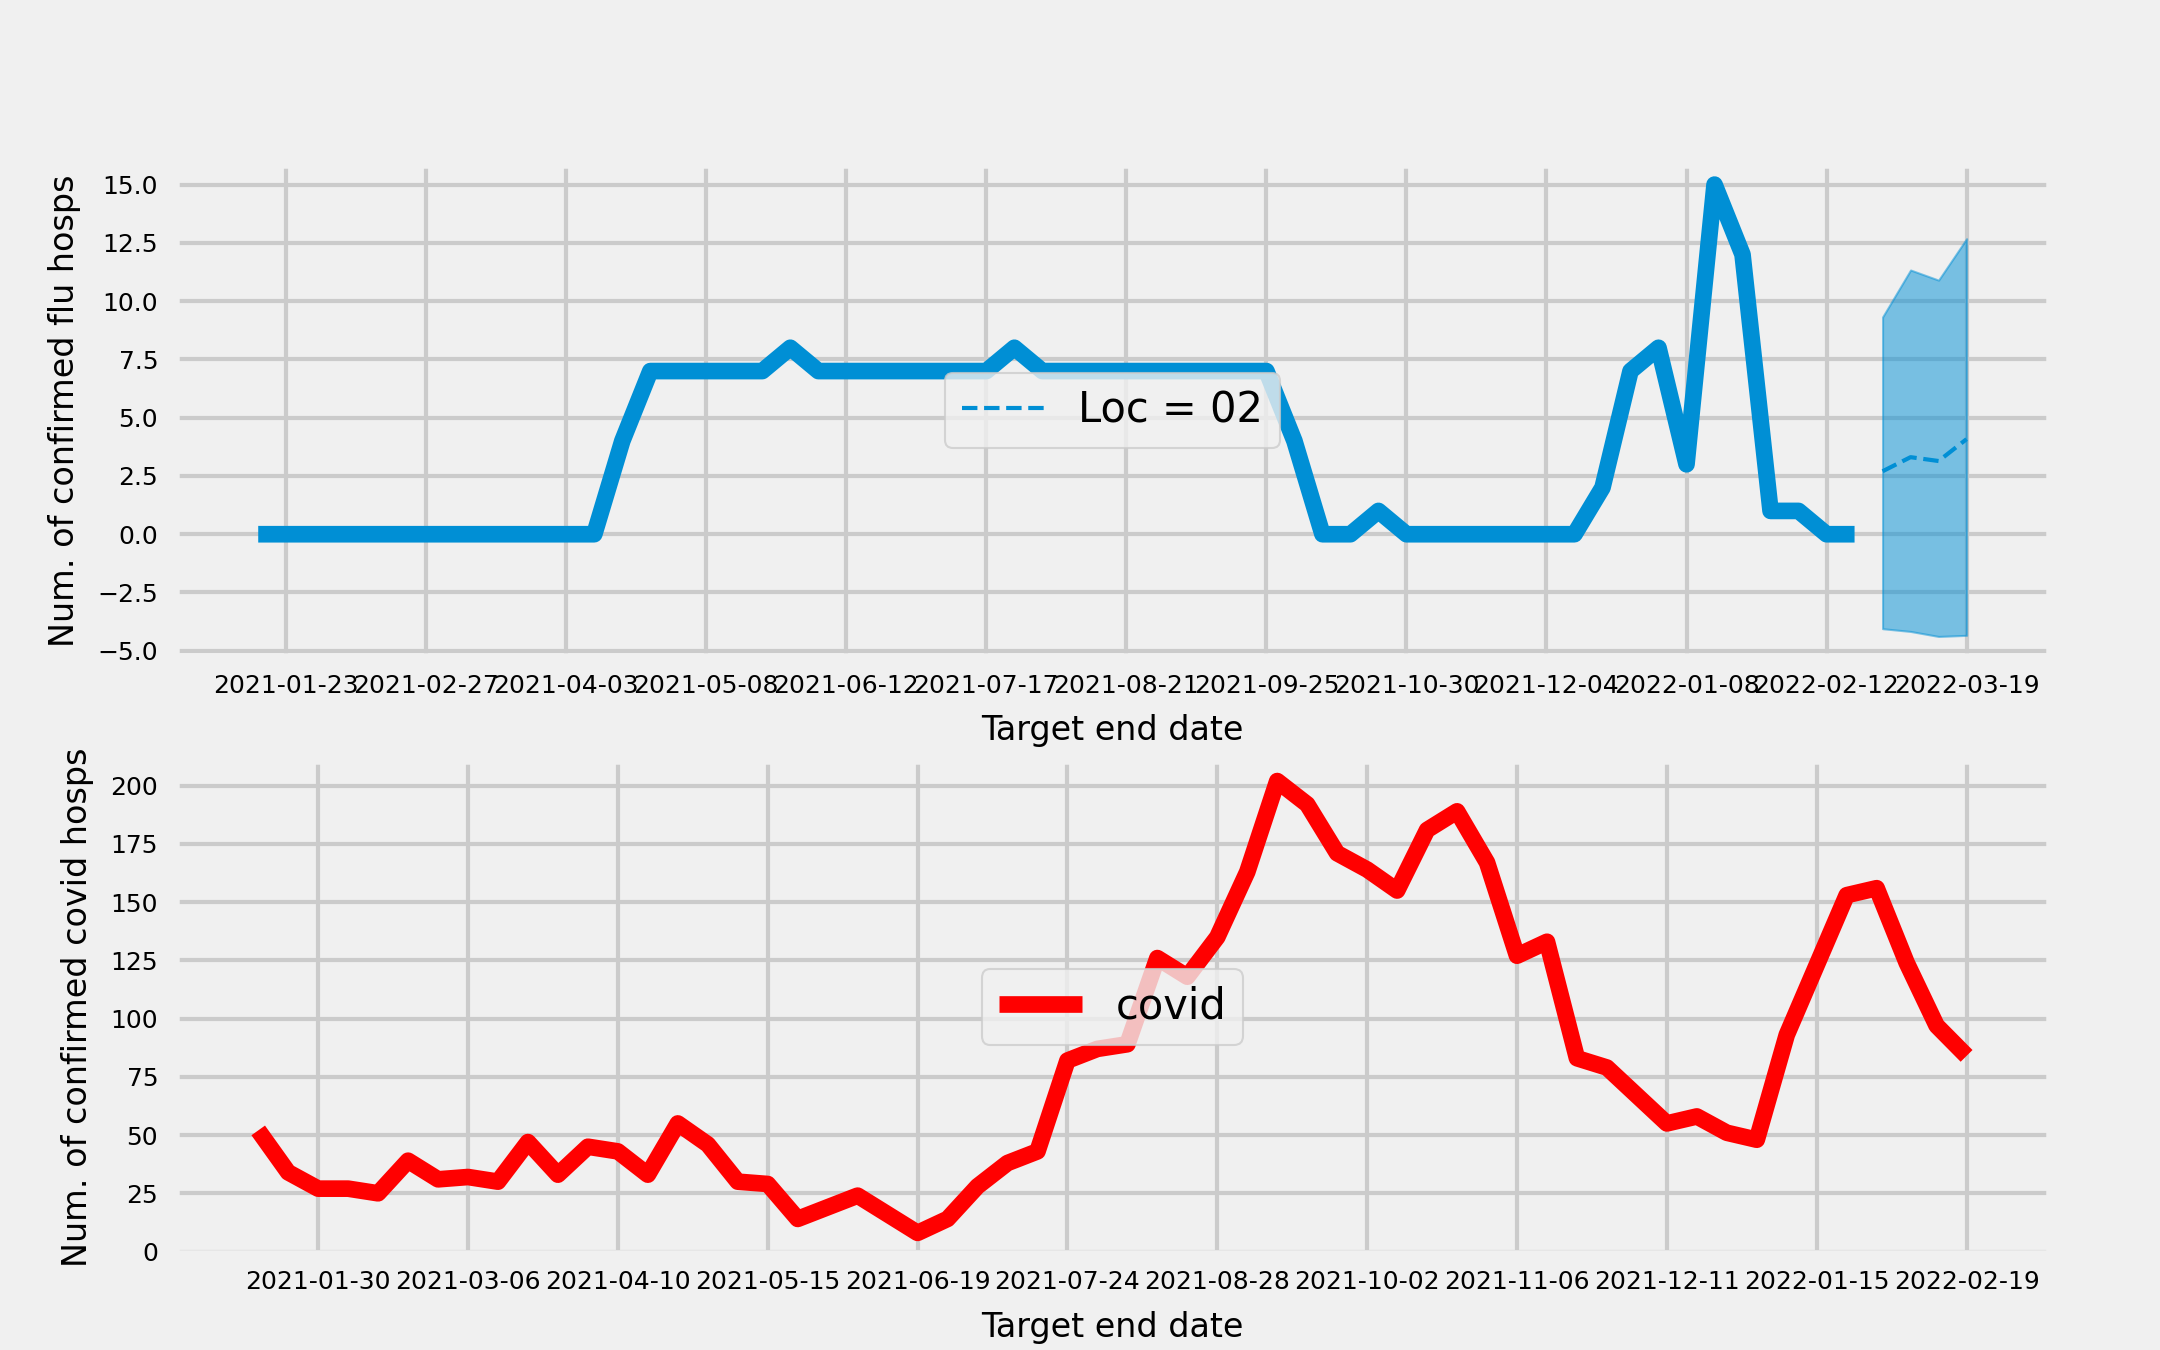 Num. of confirmed flu hosps
15.0
12.5
10.0
7.5
5.0
2.5
0.0
−2.5
−5.0
Loc = 02
2021-01-23 2021-02-27 2021-04-03 2021-05-08 2021-06-12 2021-07-17 2021-08-21 2021-09-25 2021-10-30 2021-12-04 2022-01-08 2022-02-12 2022-03-19
Target end date
Num. of confirmed covid hosps
200
175
150
125
100
75
50
25
0
covid
2021-01-30 2021-03-06 2021-04-10 2021-05-15 2021-06-19 2021-07-24 2021-08-28 2021-10-02 2021-11-06 2021-12-11 2022-01-15 2022-02-19
Target end date